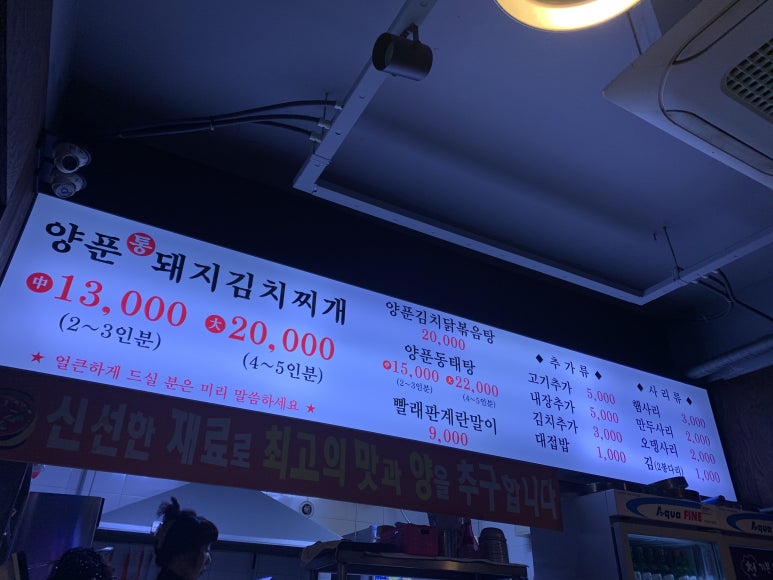 양푼 통 돼지김치찌개
中 13,000 大 20,000
(2~3인분) (4~5인분)
★ 얼큰하게 드실 분은 미리 말씀하세요 ★
양푼김치닭볶음탕
20,000
양푼동태탕
中 15,000 大 22,000
(2~3인분) (4~5인분)
빨래판계란말이
9,000
◆ 추가류 ◆
고기추가 5,000
내장추가 5,000
김치추가 3,000
대접밥 1,000
◆ 사리류 ◆
햄사리 3,000
만두사리 2,000
오뎅사리 2,000
김(2봉다리) 1,000
신선한 재료로 최고의 맛과 양을 추구합니다
Aqua FINE
Aqua FINE